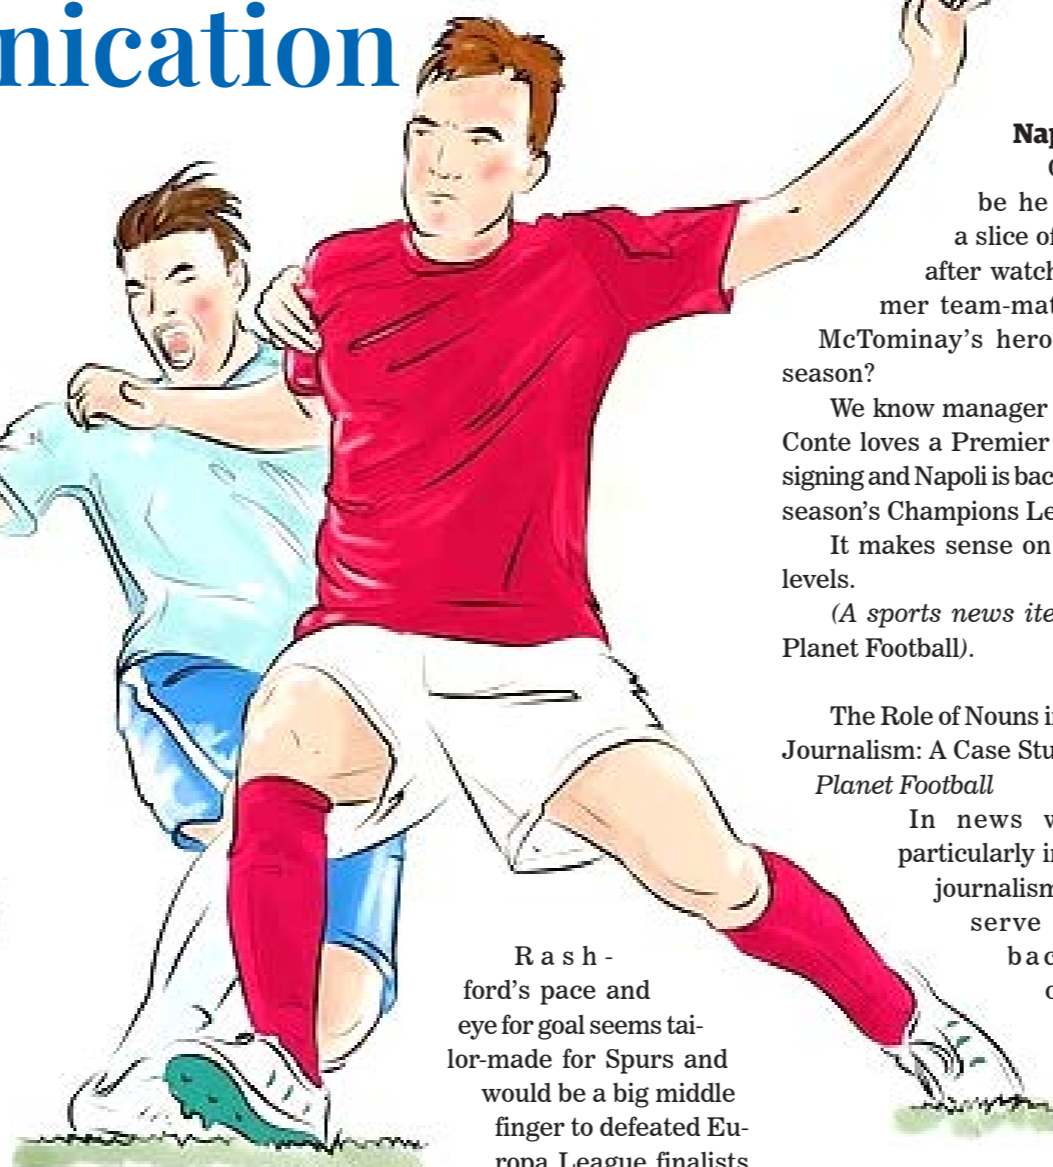 nication
R a s h -
ford's pace and
eye for goal seems tai-
lor-made for Spurs and
would be a big middle
finger to defeated Eu-
ropa League finalists
Nap
be he
a slice of
after watch
mer team-mat
McTominay's hero
season?
We know manager
Conte loves a Premier
signing and Napoli is bac
season's Champions Le
It makes sense on
levels.
(A sports news ite
Planet Football).
The Role of Nouns i
Journalism: A Case Stu
Planet Football
In news w
particularly i
journalism
serve
bac